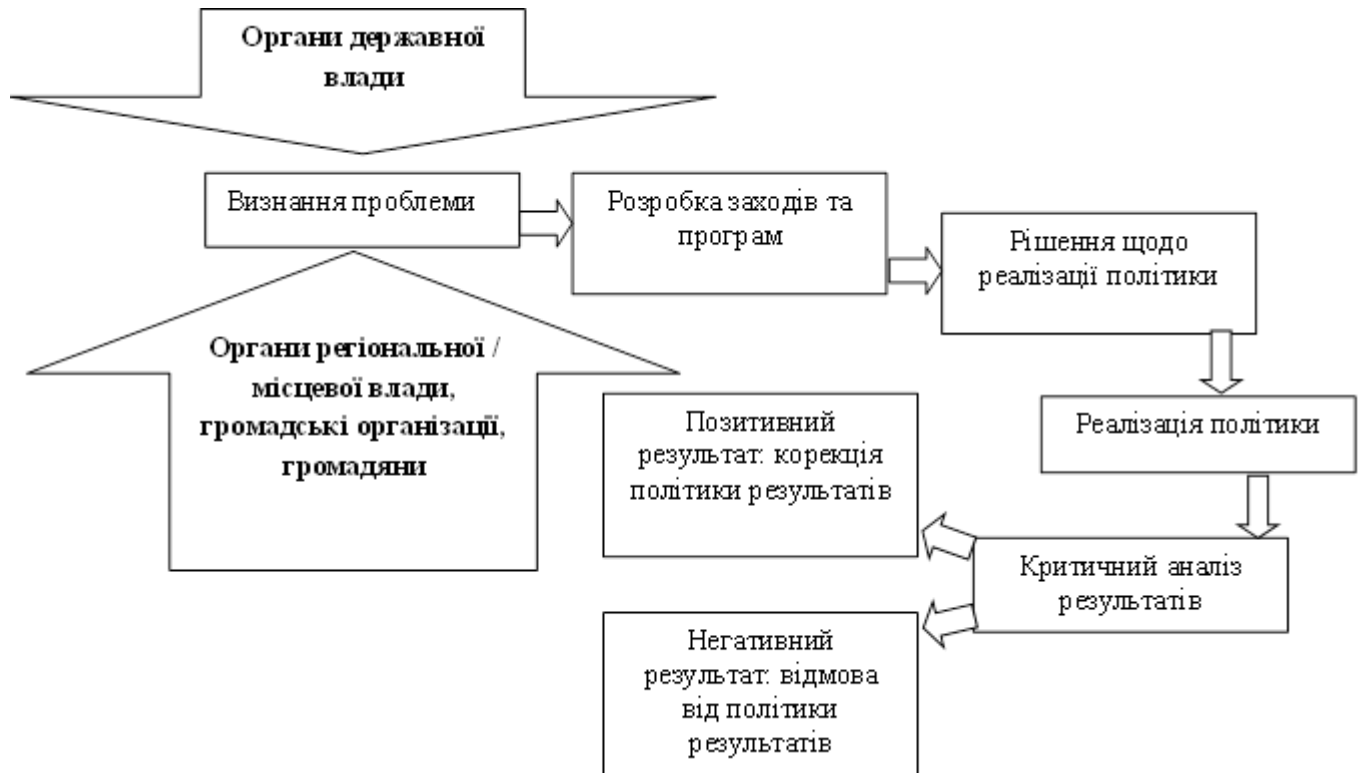 Органи державної
влади
Визнання проблеми
Розробка заходів та
програм
Рішення щодо
реалізації політики
Органи регіональної /
місцевої влади,
громадські організації,
громадяни
Позитивний
результат: корекція
політики результатів
Реалізація політики
Критичний аналіз
результатів
Негативний
результат: відмова
від політики
результатів